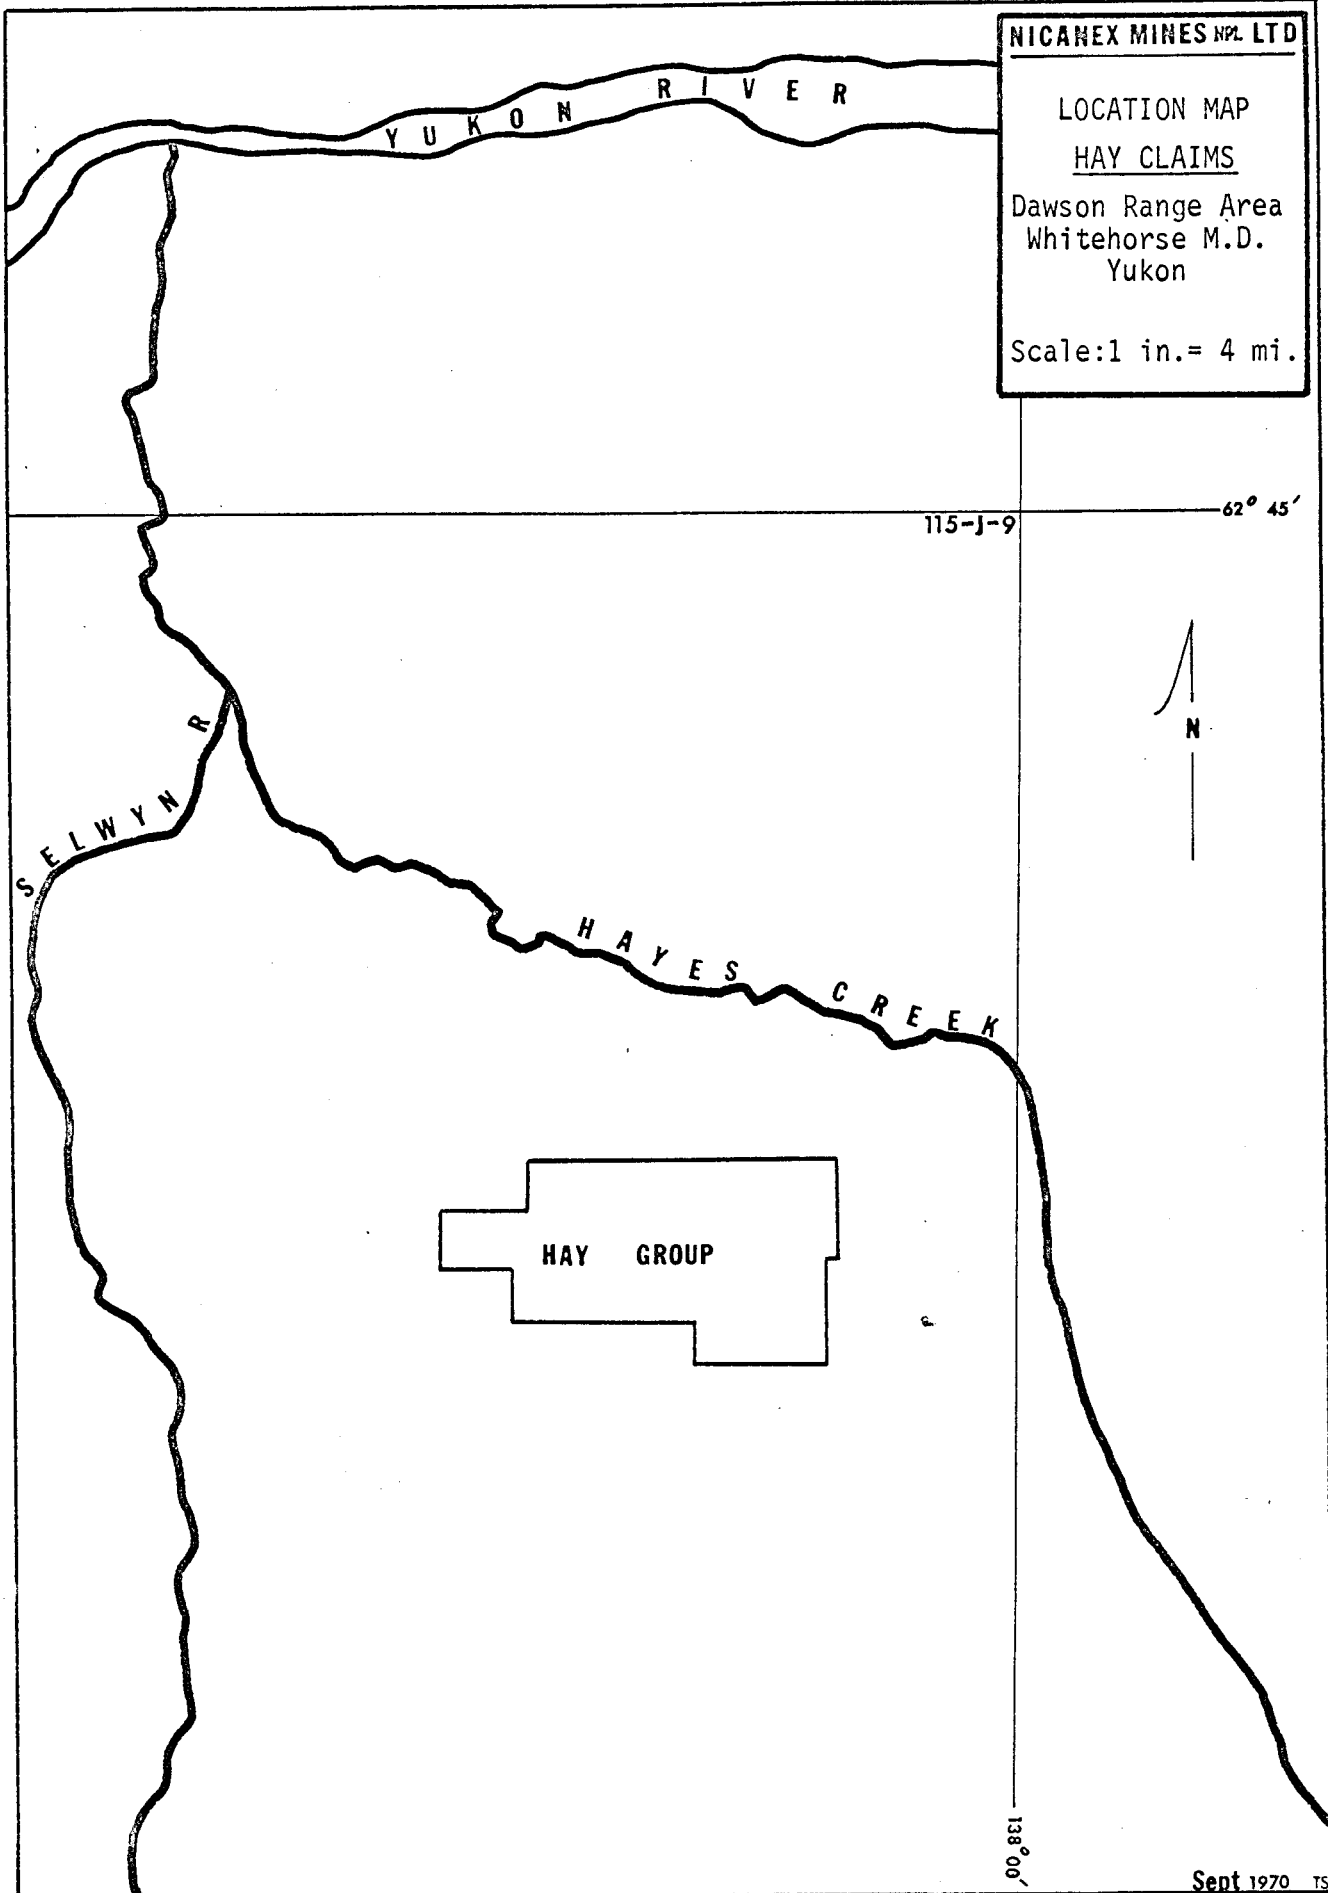 NICANEX MINES NPL LTD
LOCATION MAP
HAY CLAIMS
Dawson Range Area
Whitehorse M.D.
Yukon
Scale:1 in.= 4 mi.
YUKON RIVER
62° 45'
115-J-9
N
SELWYN R
HAYES CREEK
HAY GROUP
138° 00'
Sept 1970 TS